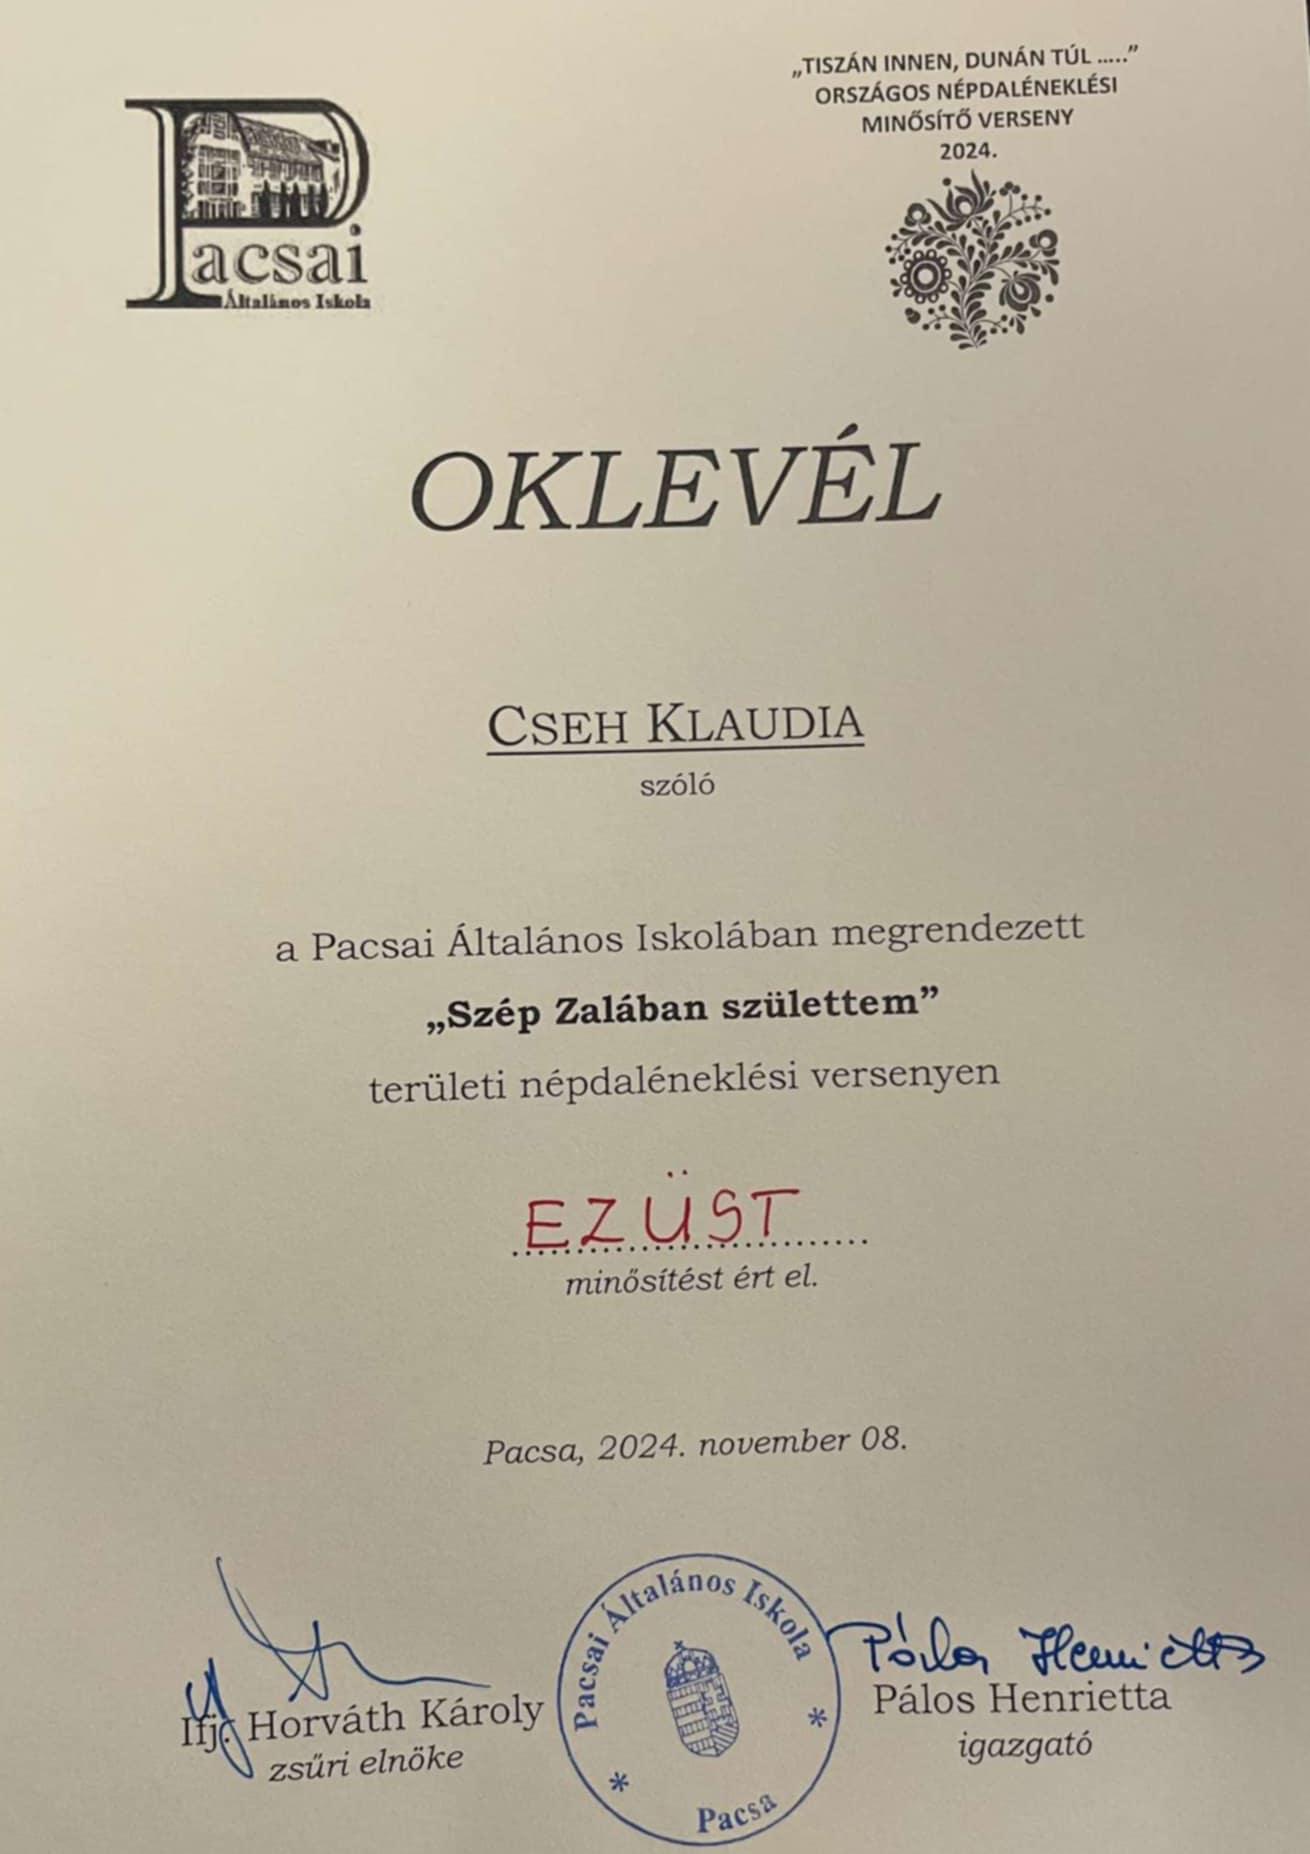 Pacsai
Általános Iskola
„TISZÁN INNEN, DUNÁN TÚL .....”
ORSZÁGOS NÉPDALÉNEKLÉSI
MINŐSÍTŐ VERSENY
2024.
OKLEVÉL
CSEH KLAUDIA
szóló
a Pacsai Általános Iskolában megrendezett
„Szép Zalában születtem”
területi népdaléneklési versenyen
EZÜST
minősítést ért el.
Pacsa, 2024. november 08.
Pálos Henrietta
Ifj. Horváth Károly
zsűri elnöke
Pacsai Általános Iskola
* Pacsa *
Pálos Henrietta
igazgató